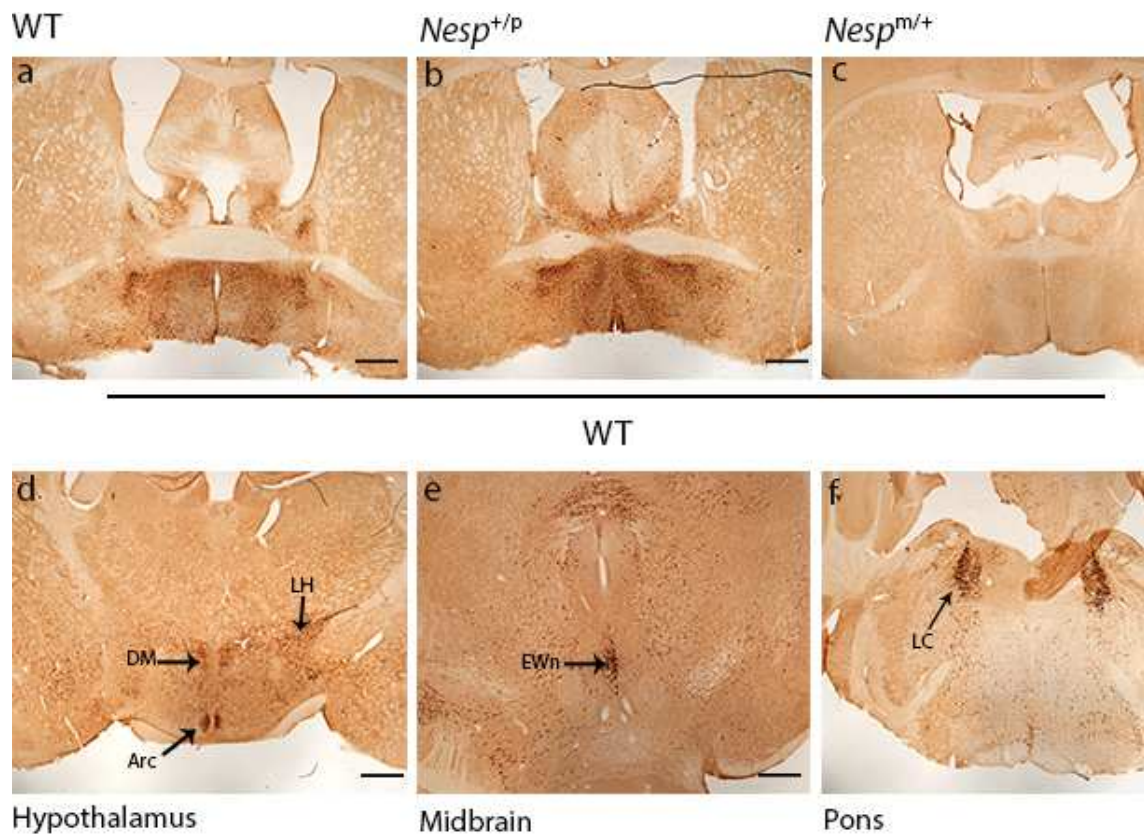 WT
Nesp+/p
Nespm/+
a
b
c
WT
d
e
f
LH
DM
Arc
EWn
LC
Hypothalamus
Midbrain
Pons